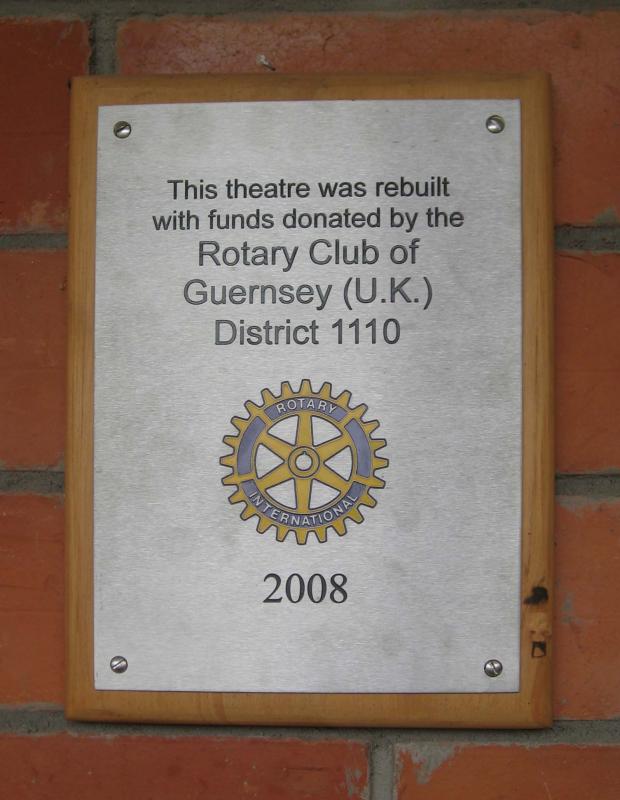 This theatre was rebuilt
with funds donated by the
Rotary Club of
Guernsey (U.K.)
District 1110
ROTARY
INTERNATIONAL
2008